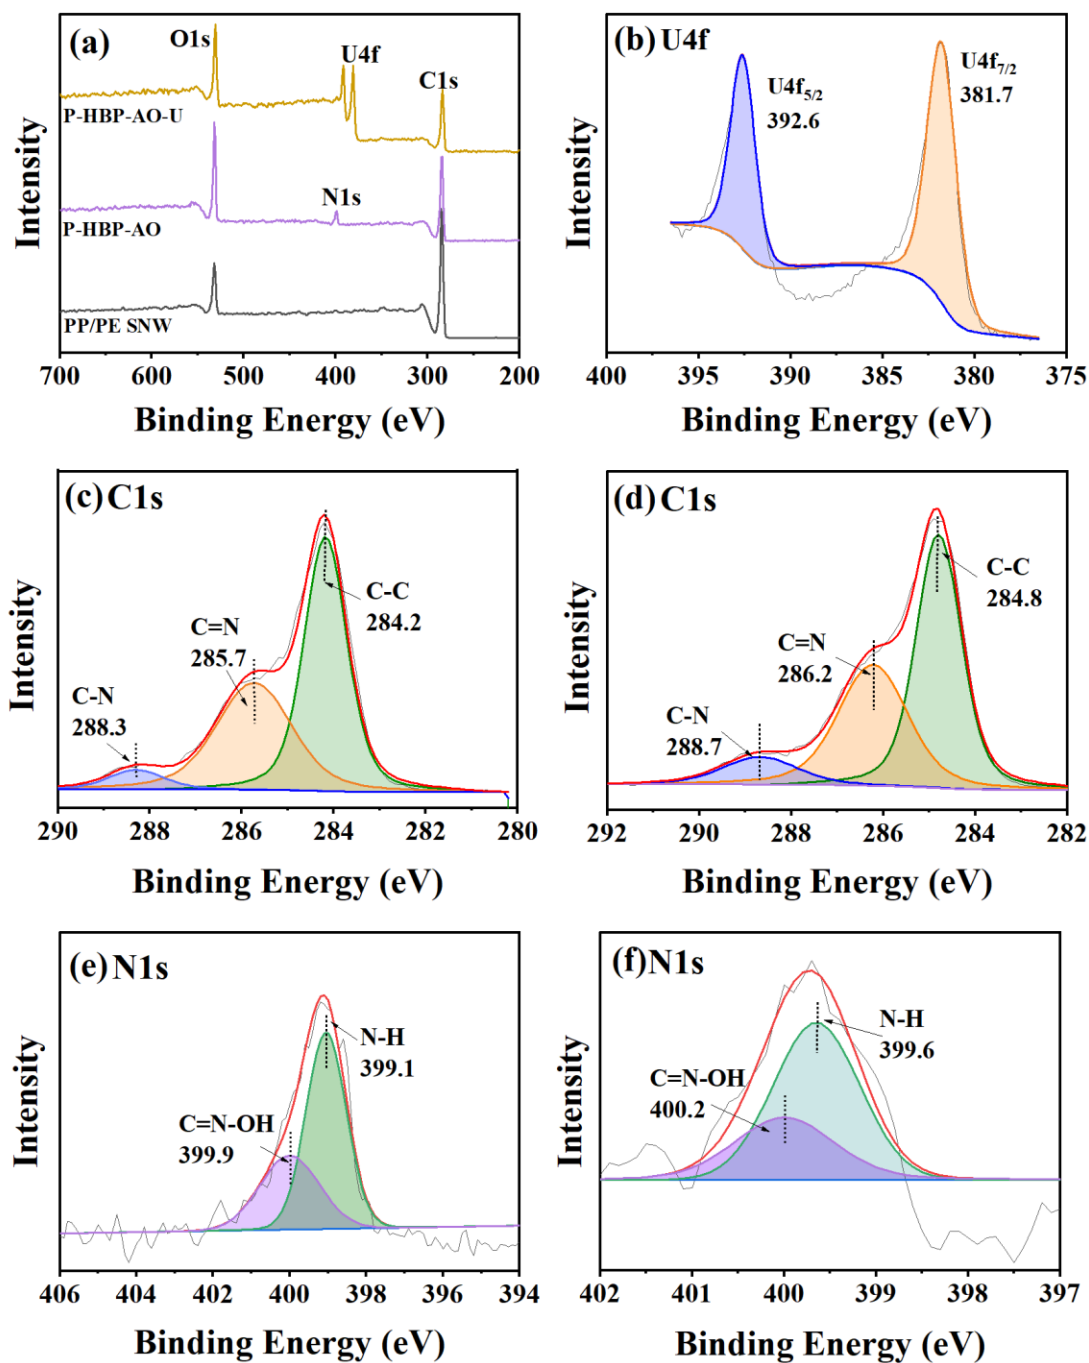 (a)
O1s
U4f
C1s
P-HBP-AO-U
N1s
P-HBP-AO
PP/PE SNW
700 600 500 400 300 200
Binding Energy (eV)
Intensity
(b) U4f
U4f5/2
392.6
U4f7/2
381.7
400 395 390 385 380 375
Binding Energy (eV)
Intensity
(c) C1s
C-C
284.2
C=N
285.7
C-N
288.3
290 288 286 284 282 280
Binding Energy (eV)
Intensity
(d) C1s
C-C
284.8
C=N
286.2
C-N
288.7
292 290 288 286 284 282
Binding Energy (eV)
Intensity
(e) N1s
N-H
399.1
C=N-OH
399.9
406 404 402 400 398 396 394
Binding Energy (eV)
Intensity
(f) N1s
N-H
399.6
C=N-OH
400.2
402 401 400 399 398 397
Binding Energy (eV)
Intensity